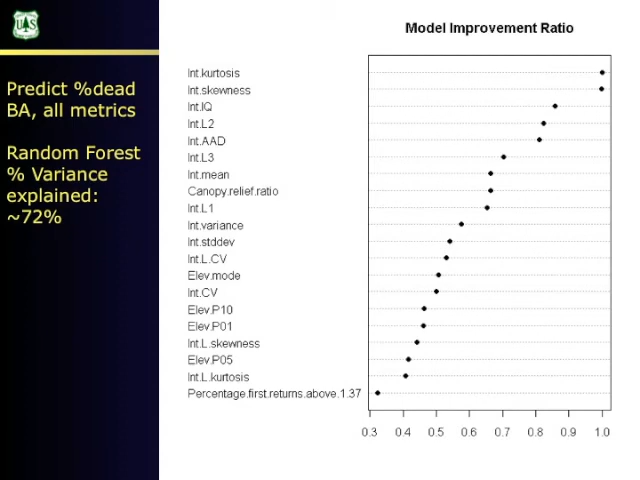 UAS
Predict %dead
BA, all metrics
Random Forest
% Variance
explained:
~72%
Model Improvement Ratio
Int.kurtosis
Int.skewness
Int.IQ
Int.L2
Int.AAD
Int.L3
Int.mean
Canopy.relief.ratio
Int.L1
Int.variance
Int.stddev
Int.L.CV
Elev.mode
Int.CV
Elev.P10
Elev.P01
Int.L.skewness
Elev.P05
Int.L.kurtosis
Percentage.first.returns.above.1.37
0.3 0.4 0.5 0.6 0.7 0.8 0.9 1.0